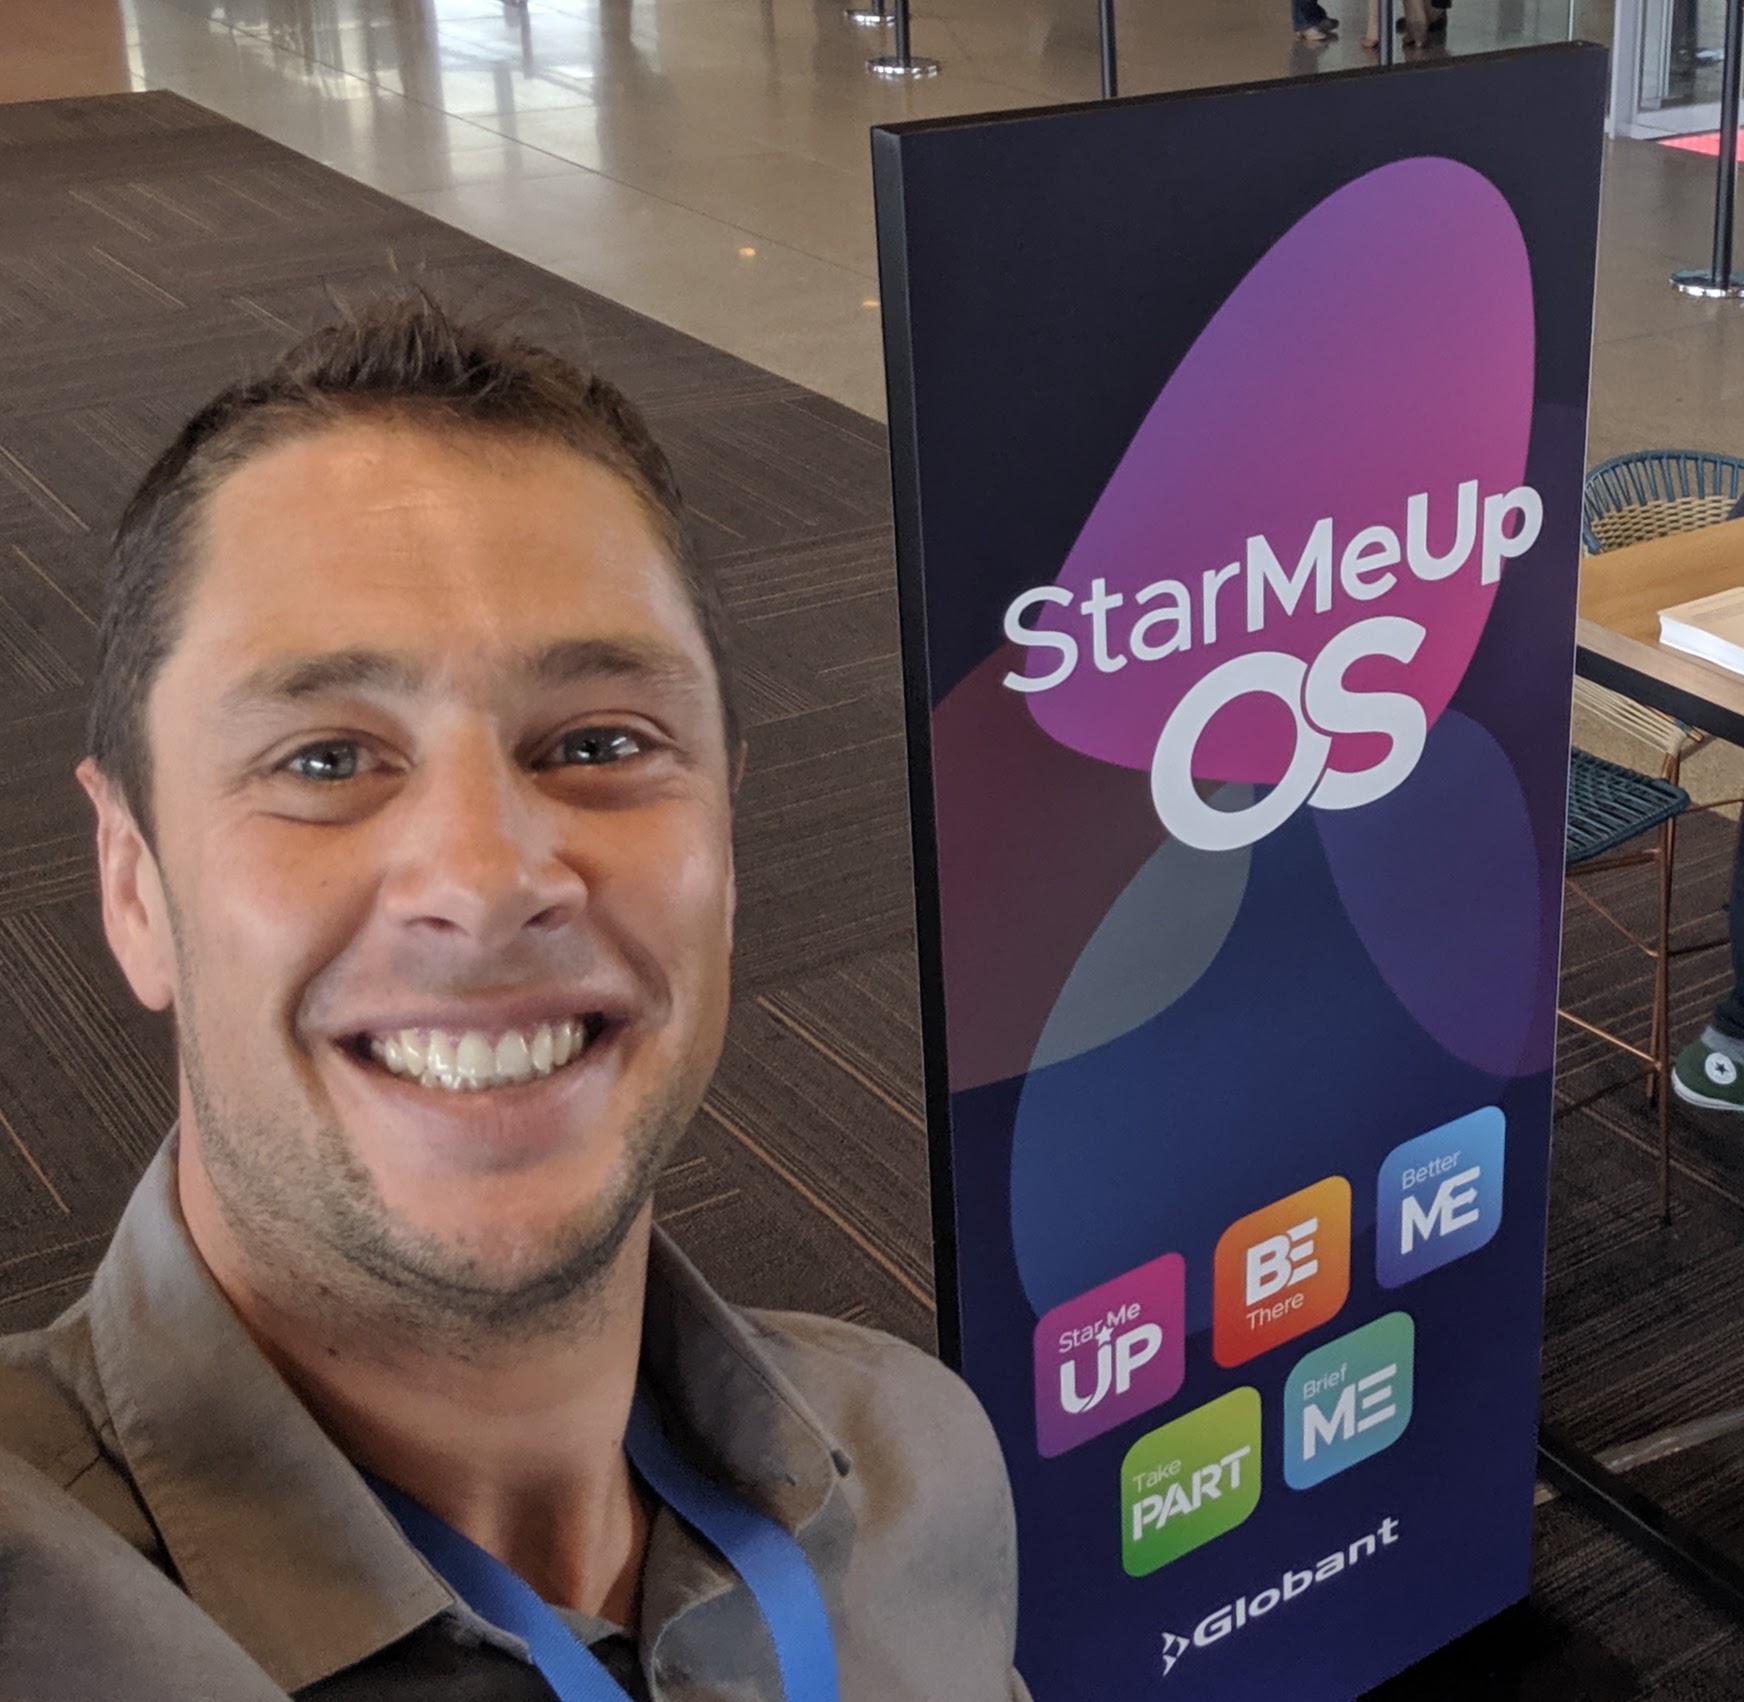 StarMeUp
OS
Better
ME
BE
There
StarMe
UP
Brief
ME
Take
PART
Globant